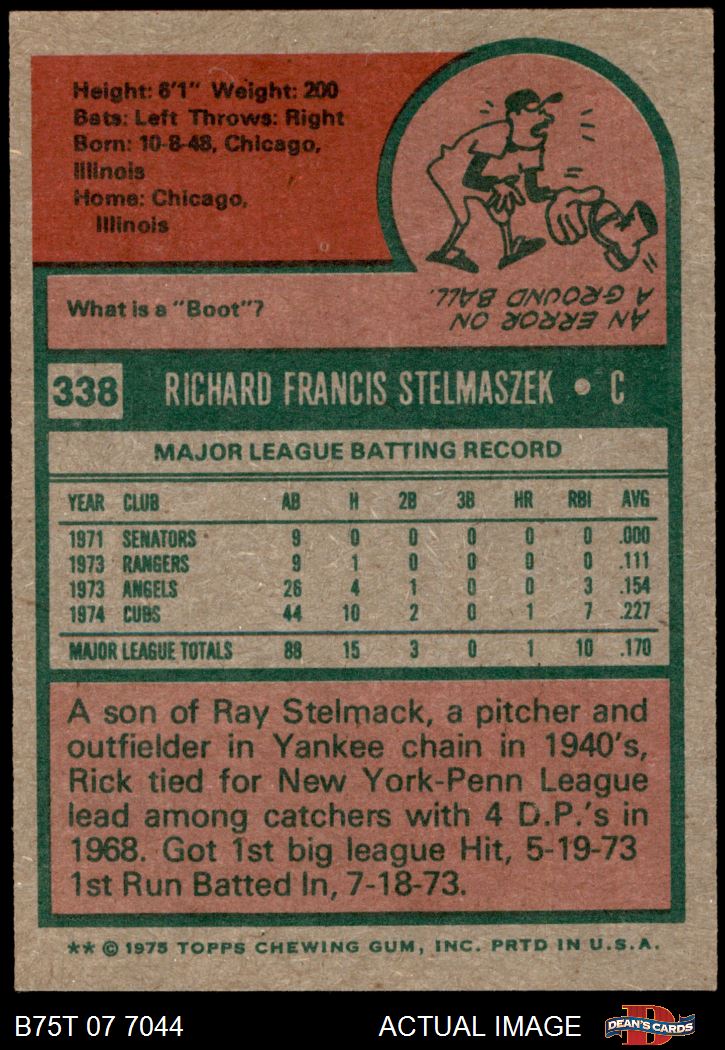 Height: 6'1" Weight: 200
Bats: Left Throws: Right
Born: 10-8-48, Chicago,
Illinois
Home: Chicago,
Illinois
What is a "Boot"?
AN ERROR ON
A GROUND BALL.
338 RICHARD FRANCIS STELMASZEK • C
MAJOR LEAGUE BATTING RECORD
YEAR CLUB AB H 2B 3B HR RBI AVG
1971 SENATORS 9 0 0 0 0 0 .000
1973 RANGERS 9 1 0 0 0 0 .111
1973 ANGELS 26 4 1 0 0 3 .154
1974 CUBS 44 10 2 0 1 7 .227
MAJOR LEAGUE TOTALS 88 15 3 0 1 10 .170
A son of Ray Stelmack, a pitcher and
outfielder in Yankee chain in 1940's,
Rick tied for New York-Penn League
lead among catchers with 4 D.P.'s in
1968. Got 1st big league Hit, 5-19-73
1st Run Batted In, 7-18-73.
** © 1975 TOPPS CHEWING GUM, INC. PRTD IN U.S.A.
B75T 07 7044 ACTUAL IMAGE
DEAN'S CARDS